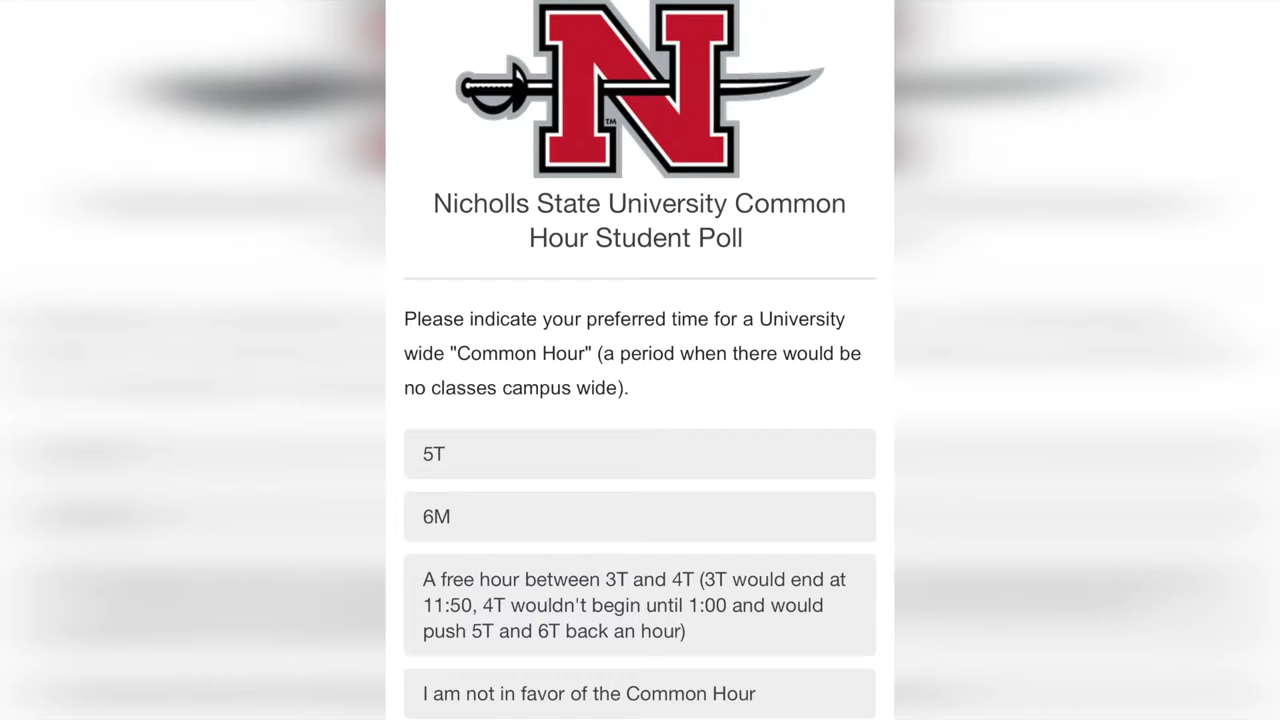 N
TM
Nicholls State University Common
Hour Student Poll
Please indicate your preferred time for a University
wide "Common Hour" (a period when there would be
no classes campus wide).
5T
6M
A free hour between 3T and 4T (3T would end at
11:50, 4T wouldn't begin until 1:00 and would
push 5T and 6T back an hour)
I am not in favor of the Common Hour